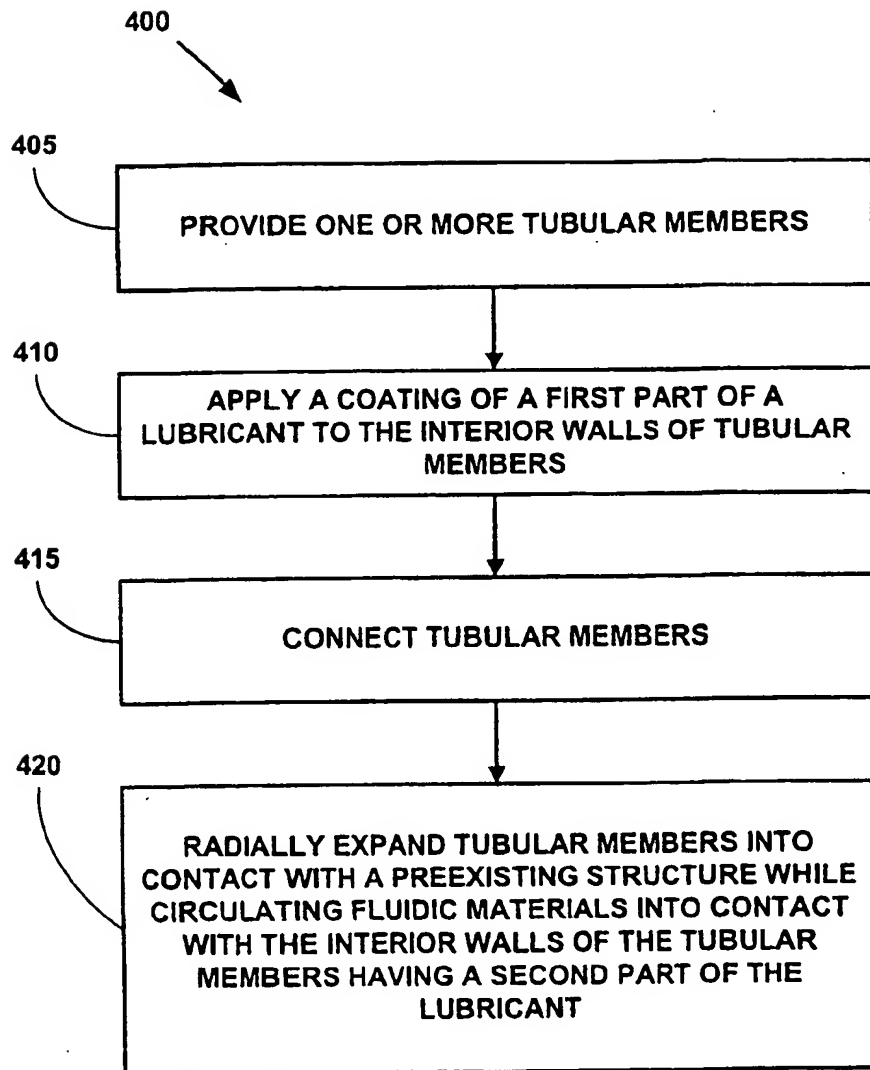 400
405
PROVIDE ONE OR MORE TUBULAR MEMBERS
410
APPLY A COATING OF A FIRST PART OF A
LUBRICANT TO THE INTERIOR WALLS OF TUBULAR
MEMBERS
415
CONNECT TUBULAR MEMBERS
420
RADIALLY EXPAND TUBULAR MEMBERS INTO
CONTACT WITH A PREEXISTING STRUCTURE WHILE
CIRCULATING FLUIDIC MATERIALS INTO CONTACT
WITH THE INTERIOR WALLS OF THE TUBULAR
MEMBERS HAVING A SECOND PART OF THE
LUBRICANT